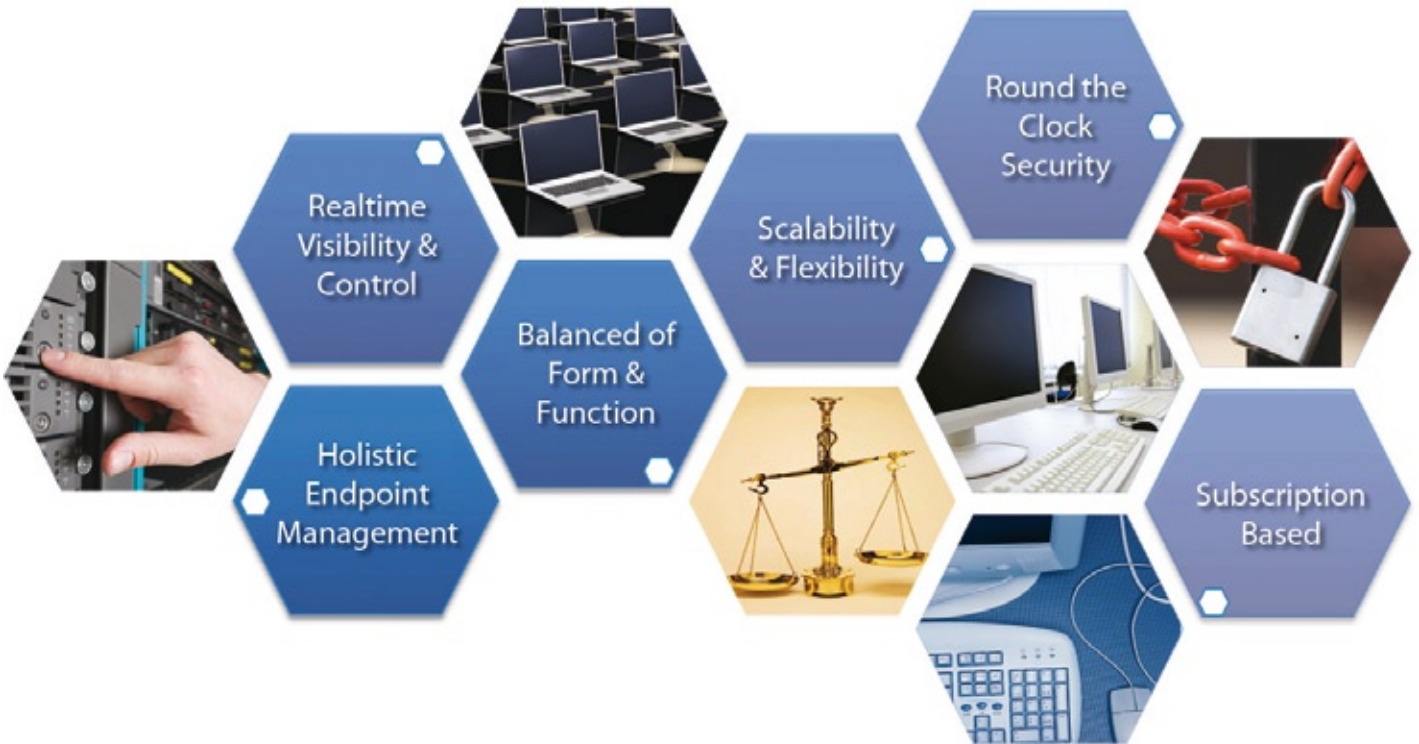 Round the
Clock
Security
Realtime
Visibility &
Control
Scalability
& Flexibility
Balanced of
Form &
Function
Holistic
Endpoint
Management
Subscription
Based